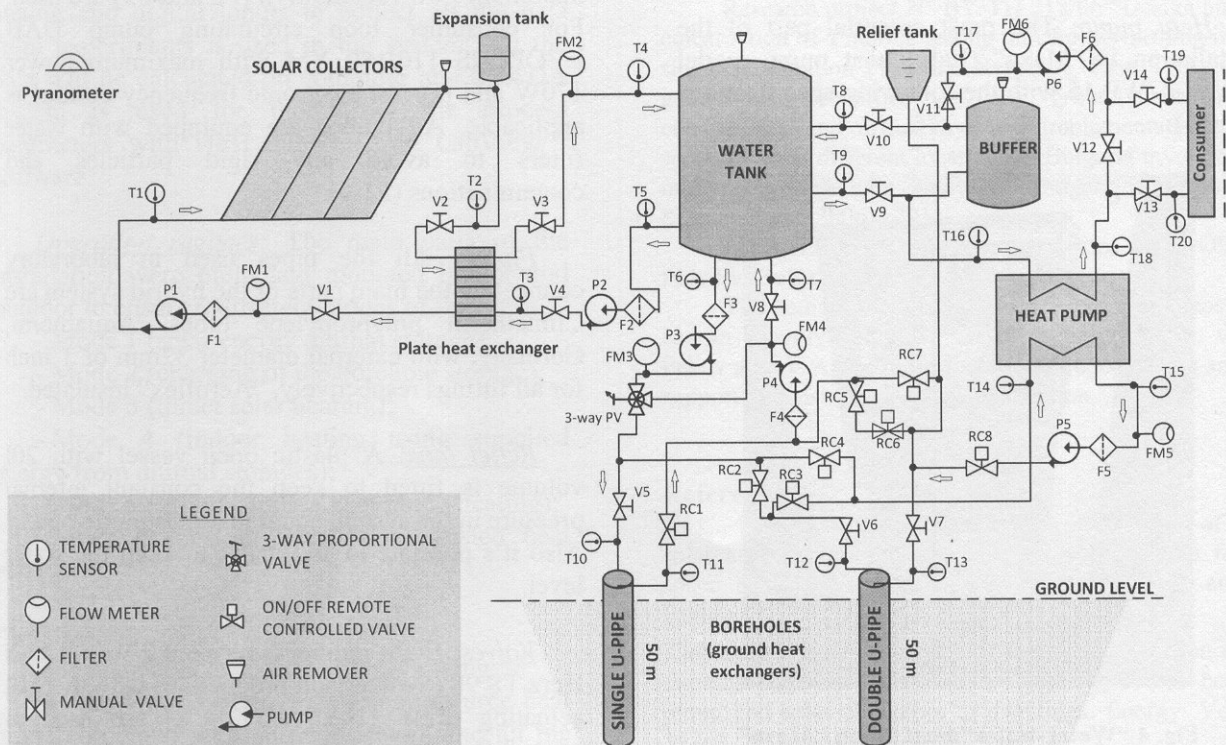 Expansion tank
FM2
T17
FM6
F6
P6
Relief tank
T4
T19
V14
SOLAR COLLECTORS
Pyranometer
V11
T8
V10
BUFFER
V12
Consumer
WATER
TANK
T9
V9
V13
T20
T1
T2
V2
V3
T5
T16
T18
T6
T7
F3
V8
HEAT PUMP
FM1
P1
F1
V1
T3
V4
P2
F2
Plate heat exchanger
P3
FM3
FM4
P4
F4
3-way PV
RC7
RC5
RC6
T14
T15
RC4
RC2
RC3
RC8
P5
F5
FM5
V5
RC1
V6
V7
T10
T11
T12
T13
GROUND LEVEL
BOREHOLES
(ground heat
exchangers)
SINGLE U-PIPE
50 m
DOUBLE U-PIPE
50 m
LEGEND
TEMPERATURE
SENSOR
FLOW METER
FILTER
MANUAL VALVE
3-WAY PROPORTIONAL
VALVE
ON/OFF REMOTE
CONTROLLED VALVE
AIR REMOVER
PUMP